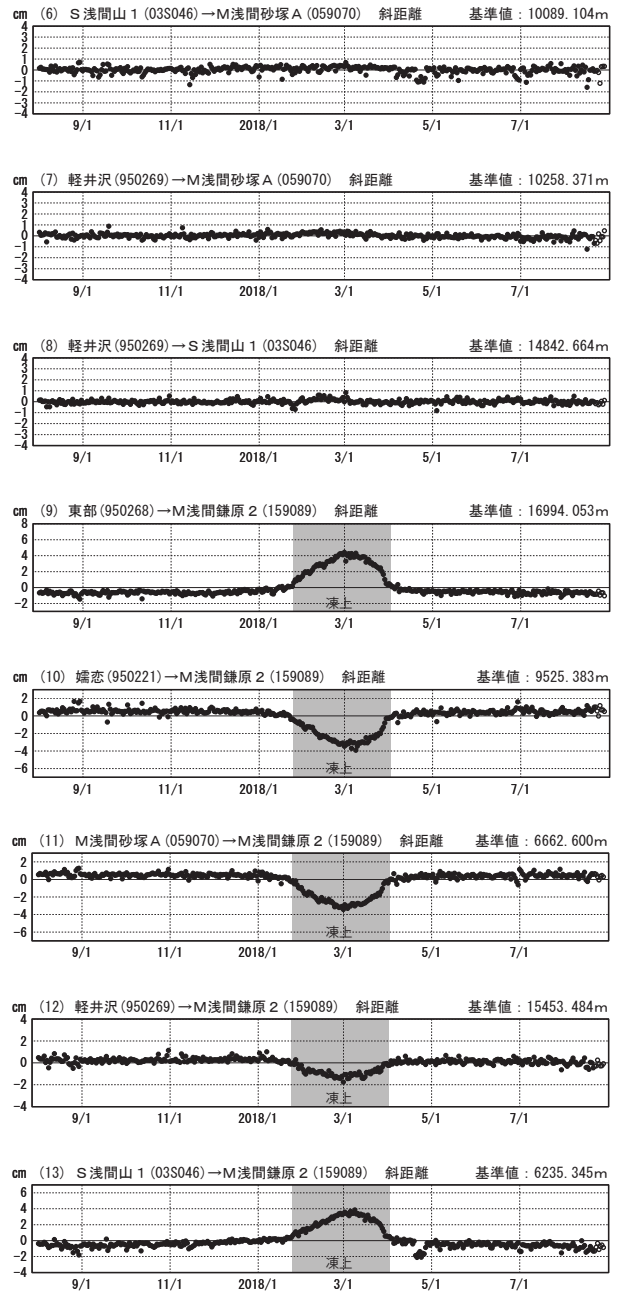 cm (6) S浅間山1(03S046)→M浅間砂塚A(059070) 斜距離 基準値：10089.104m
4
3
2
1
0
-1
-2
-3
-4
9/1 11/1 2018/1 3/1 5/1 7/1
cm (7) 軽井沢(950269)→M浅間砂塚A(059070) 斜距離 基準値：10258.371m
4
3
2
1
0
-1
-2
-3
-4
9/1 11/1 2018/1 3/1 5/1 7/1
cm (8) 軽井沢(950269)→S浅間山1(03S046) 斜距離 基準値：14842.664m
4
3
2
1
0
-1
-2
-3
-4
9/1 11/1 2018/1 3/1 5/1 7/1
cm (9) 東部(950268)→M浅間鎌原2(159089) 斜距離 基準値：16994.053m
8
6
4
2
0
-2
凍上
9/1 11/1 2018/1 3/1 5/1 7/1
cm (10) 嬬恋(950221)→M浅間鎌原2(159089) 斜距離 基準値：9525.383m
2
0
-2
-4
-6
凍上
9/1 11/1 2018/1 3/1 5/1 7/1
cm (11) M浅間砂塚A(059070)→M浅間鎌原2(159089) 斜距離 基準値：6662.600m
2
0
-2
-4
-6
凍上
9/1 11/1 2018/1 3/1 5/1 7/1
cm (12) 軽井沢(950269)→M浅間鎌原2(159089) 斜距離 基準値：15453.484m
4
2
0
-2
-4
凍上
9/1 11/1 2018/1 3/1 5/1 7/1
cm (13) S浅間山1(03S046)→M浅間鎌原2(159089) 斜距離 基準値：6235.345m
6
4
2
0
-2
-4
凍上
9/1 11/1 2018/1 3/1 5/1 7/1